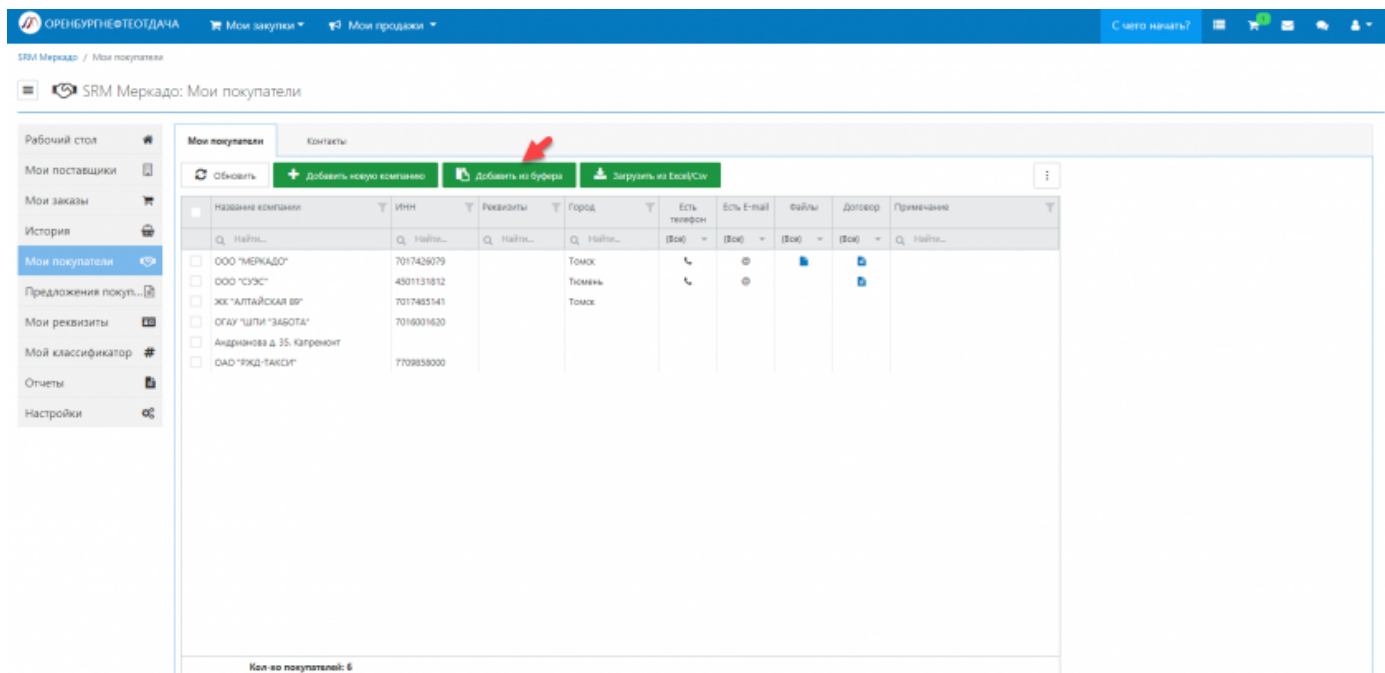 ОРЕНБУРГНЕФТЕОТДАЧА Мои закупки Мои продажи С чего начать? 1
SRM Меркадо / Мои покупатели
SRM Меркадо: Мои покупатели
Рабочий стол
Мои поставщики
Мои заказы
История
Мои покупатели
Предложения покуп...
Мои реквизиты
Мой классификатор
Отчеты
Настройки
Мои покупатели Контакты
Обновить Добавить новую компанию Добавить из буфера Загрузить из Excel/Csv
Название компании ИНН Реквизиты Город Есть телефон Есть E-mail Файлы Договор Примечание
Найти... Найти... Найти... Найти... (Все) (Все) (Все) (Все) Найти...
ООО "МЕРКАДО" 7017426079 Томск
ООО "СУЭС" 4501131812 Тюмень
ЖК "АЛТАЙСКАЯ 89" 7017465141 Томск
ОГАУ "ШПИ "ЗАБОТА" 7016001620
Андрианова д. 35. Капремонт
ОАО "РЖД-ТАКСИ" 7709858000
Кол-во покупателей: 6